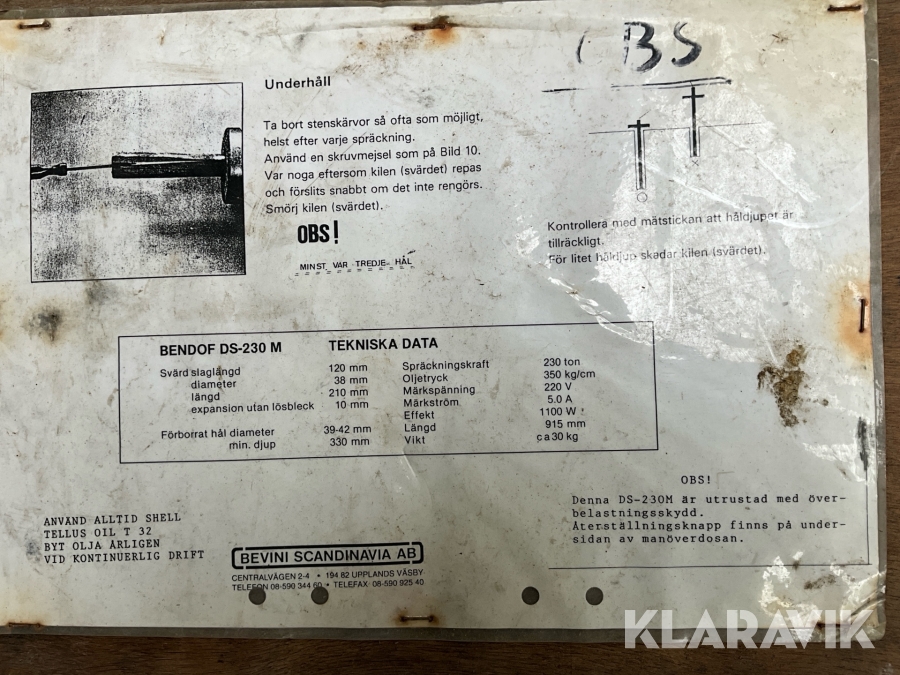 OBS
Underhåll
Ta bort stenskärvor så ofta som möjligt,
helst efter varje spräckning.
Använd en skruvmejsel som på Bild 10.
Var noga eftersom kilen (svärdet) repas
och förslits snabbt om det inte rengörs.
Smörj kilen (svärdet).
OBS!
MINST VAR TREDJE HÅL
Kontrollera med mätstickan att håldjupet är
tillräckligt.
För litet håldjup skadar kilen (svärdet).
BENDOF DS-230 M TEKNISKA DATA
Svärd slaglängd 120 mm
diameter 38 mm
längd 210 mm
expansion utan lösbleck 10 mm
Förborrat hål diameter 39-42 mm
min. djup 330 mm
Spräckningskraft 230 ton
Oljetryck 350 kg/cm
Märkspänning 220 V
Märkström 5.0 A
Effekt 1100 W
Längd 915 mm
Vikt ca 30 kg
OBS!
Denna DS-230M är utrustad med över-
belastningsskydd.
Återställningsknapp finns på under-
sidan av manöverdosan.
ANVÄND ALLTID SHELL
TELLUS OIL T 32
BYT OLJA ÅRLIGEN
VID KONTINUERLIG DRIFT
BEVINI SCANDINAVIA AB
CENTRALVÄGEN 2-4 • 194 82 UPPLANDS VÄSBY
TELEFON 08-590 344 60 • TELEFAX 08-590 925 40
KLARAVIK